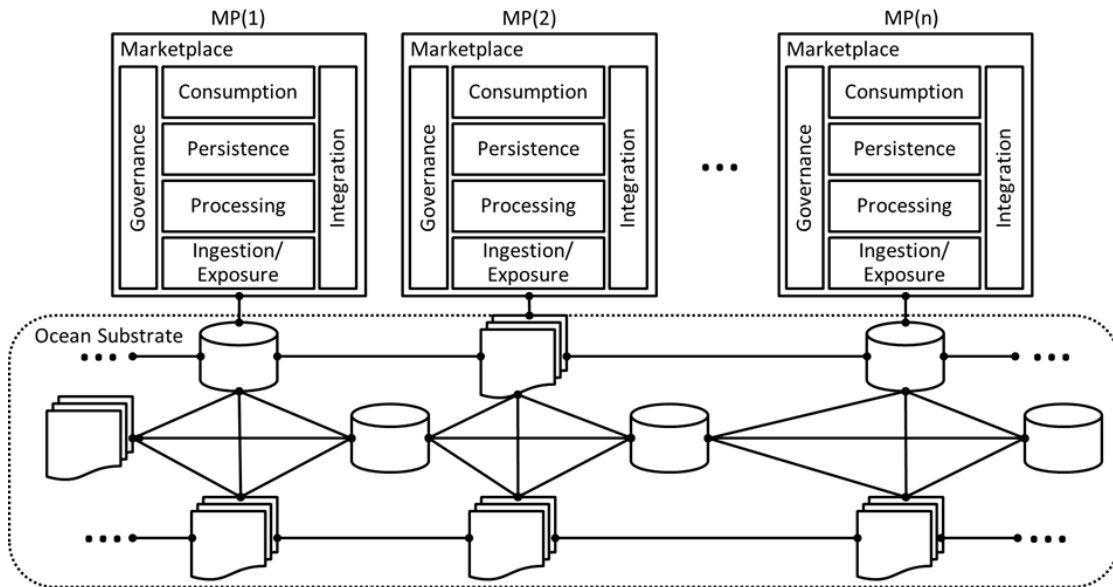 MP(1)
Marketplace
Governance
Consumption
Persistence
Processing
Ingestion/
Exposure
Integration
MP(2)
Marketplace
Governance
Consumption
Persistence
Processing
Ingestion/
Exposure
Integration
MP(n)
Marketplace
Governance
Consumption
Persistence
Processing
Ingestion/
Exposure
Integration
Ocean Substrate